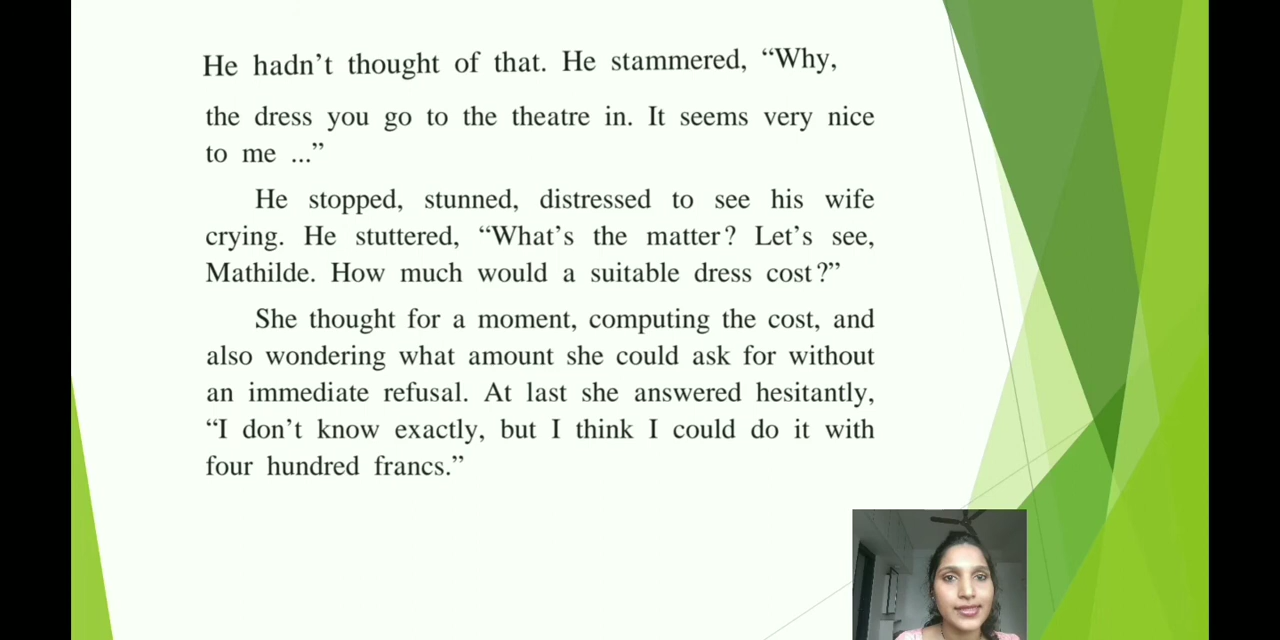 He hadn’t thought of that. He stammered, “Why,
the dress you go to the theatre in. It seems very nice
to me ...”
He stopped, stunned, distressed to see his wife
crying. He stuttered, “What’s the matter? Let’s see,
Mathilde. How much would a suitable dress cost?”
She thought for a moment, computing the cost, and
also wondering what amount she could ask for without
an immediate refusal. At last she answered hesitantly,
“I don’t know exactly, but I think I could do it with
four hundred francs.”